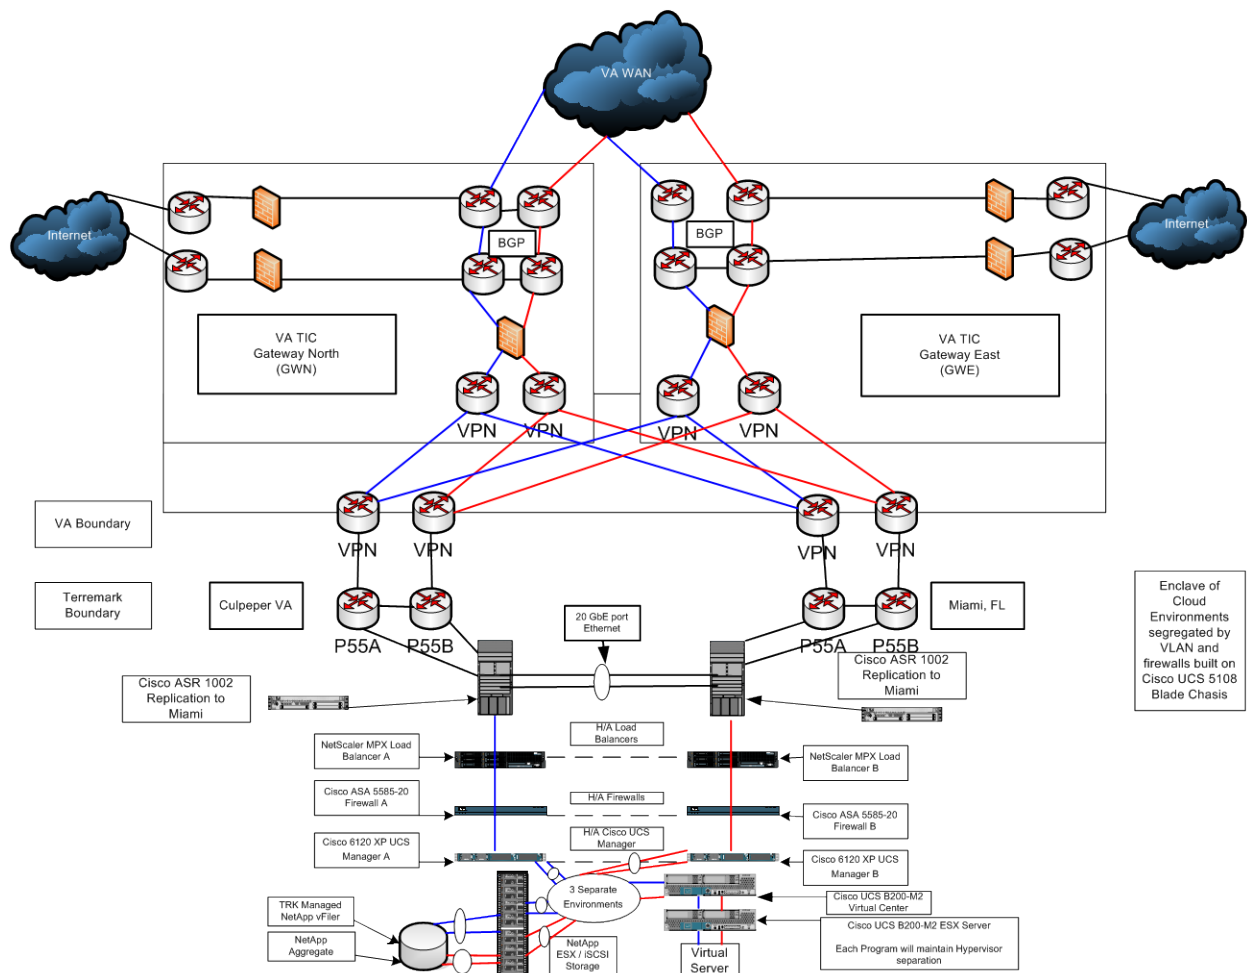 VA WAN
Internet
Internet
BGP
BGP
VA TIC
Gateway North
(GWN)
VA TIC
Gateway East
(GWE)
VPN
VPN
VPN
VPN
VA Boundary
VPN
VPN
VPN
VPN
Terremark
Boundary
Culpeper VA
Miami, FL
20 GbE port
Ethernet
P55A
P55B
P55A
P55B
Enclave of
Cloud
Environments
segregated by
VLAN and
firewalls built on
Cisco UCS 5108
Blade Chasis
Cisco ASR 1002
Replication to
Miami
Cisco ASR 1002
Replication to
Miami
H/A Load
Balancers
NetScaler MPX Load
Balancer A
NetScaler MPX Load
Balancer B
H/A Firewalls
Cisco ASA 5585-20
Firewall A
Cisco ASA 5585-20
Firewall B
H/A Cisco UCS
Manager
Cisco 6120 XP UCS
Manager A
Cisco 6120 XP UCS
Manager B
3 Separate
Environments
TRK Managed
NetApp vFiler
NetApp
Aggregate
NetApp
ESX / iSCSI
Storage
Virtual
Server
Cisco UCS B200-M2
Virtual Center
Cisco UCS B200-M2 ESX Server
Each Program will maintain Hypervisor
separation